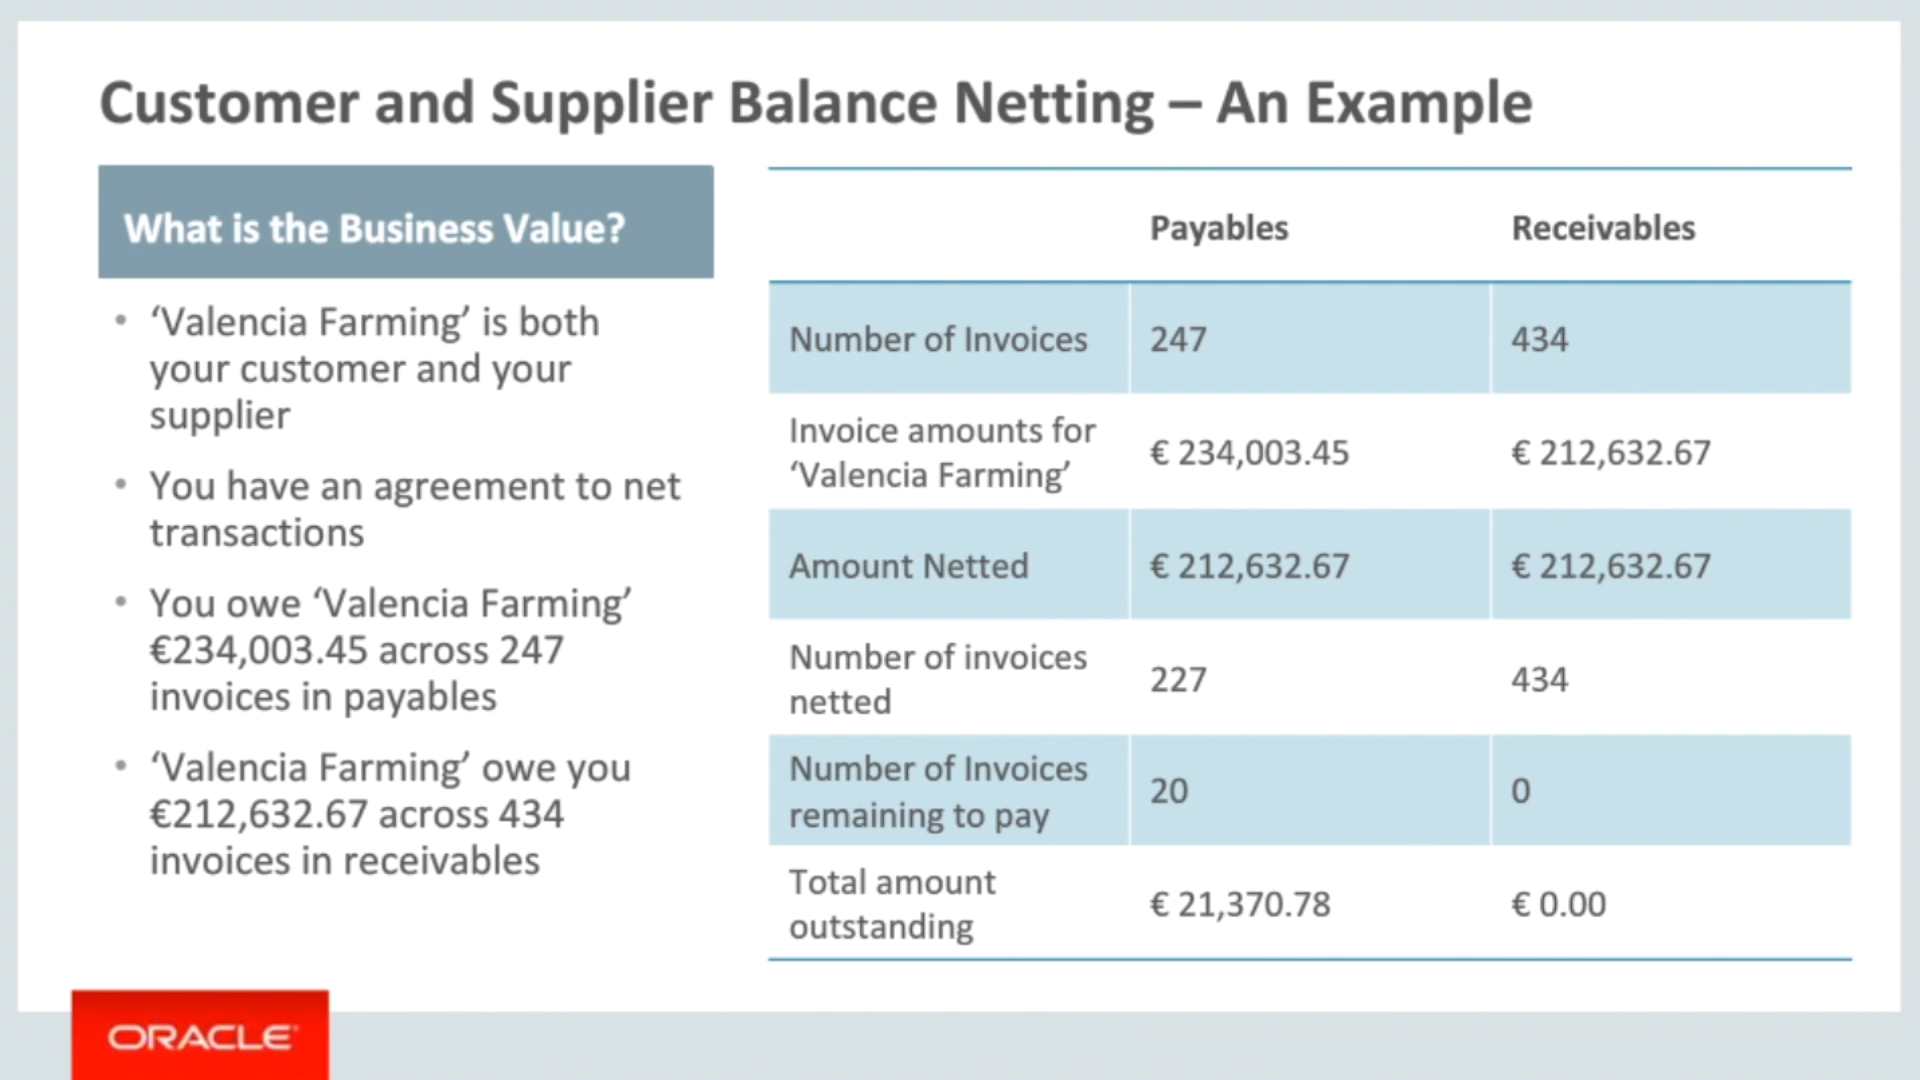 Customer and Supplier Balance Netting – An Example
What is the Business Value?
• ‘Valencia Farming’ is both
your customer and your
supplier
• You have an agreement to net
transactions
• You owe ‘Valencia Farming’
€234,003.45 across 247
invoices in payables
• ‘Valencia Farming’ owe you
€212,632.67 across 434
invoices in receivables
Payables Receivables
Number of Invoices 247 434
Invoice amounts for
‘Valencia Farming’ € 234,003.45 € 212,632.67
Amount Netted € 212,632.67 € 212,632.67
Number of invoices
netted 227 434
Number of Invoices
remaining to pay 20 0
Total amount
outstanding € 21,370.78 € 0.00
ORACLE